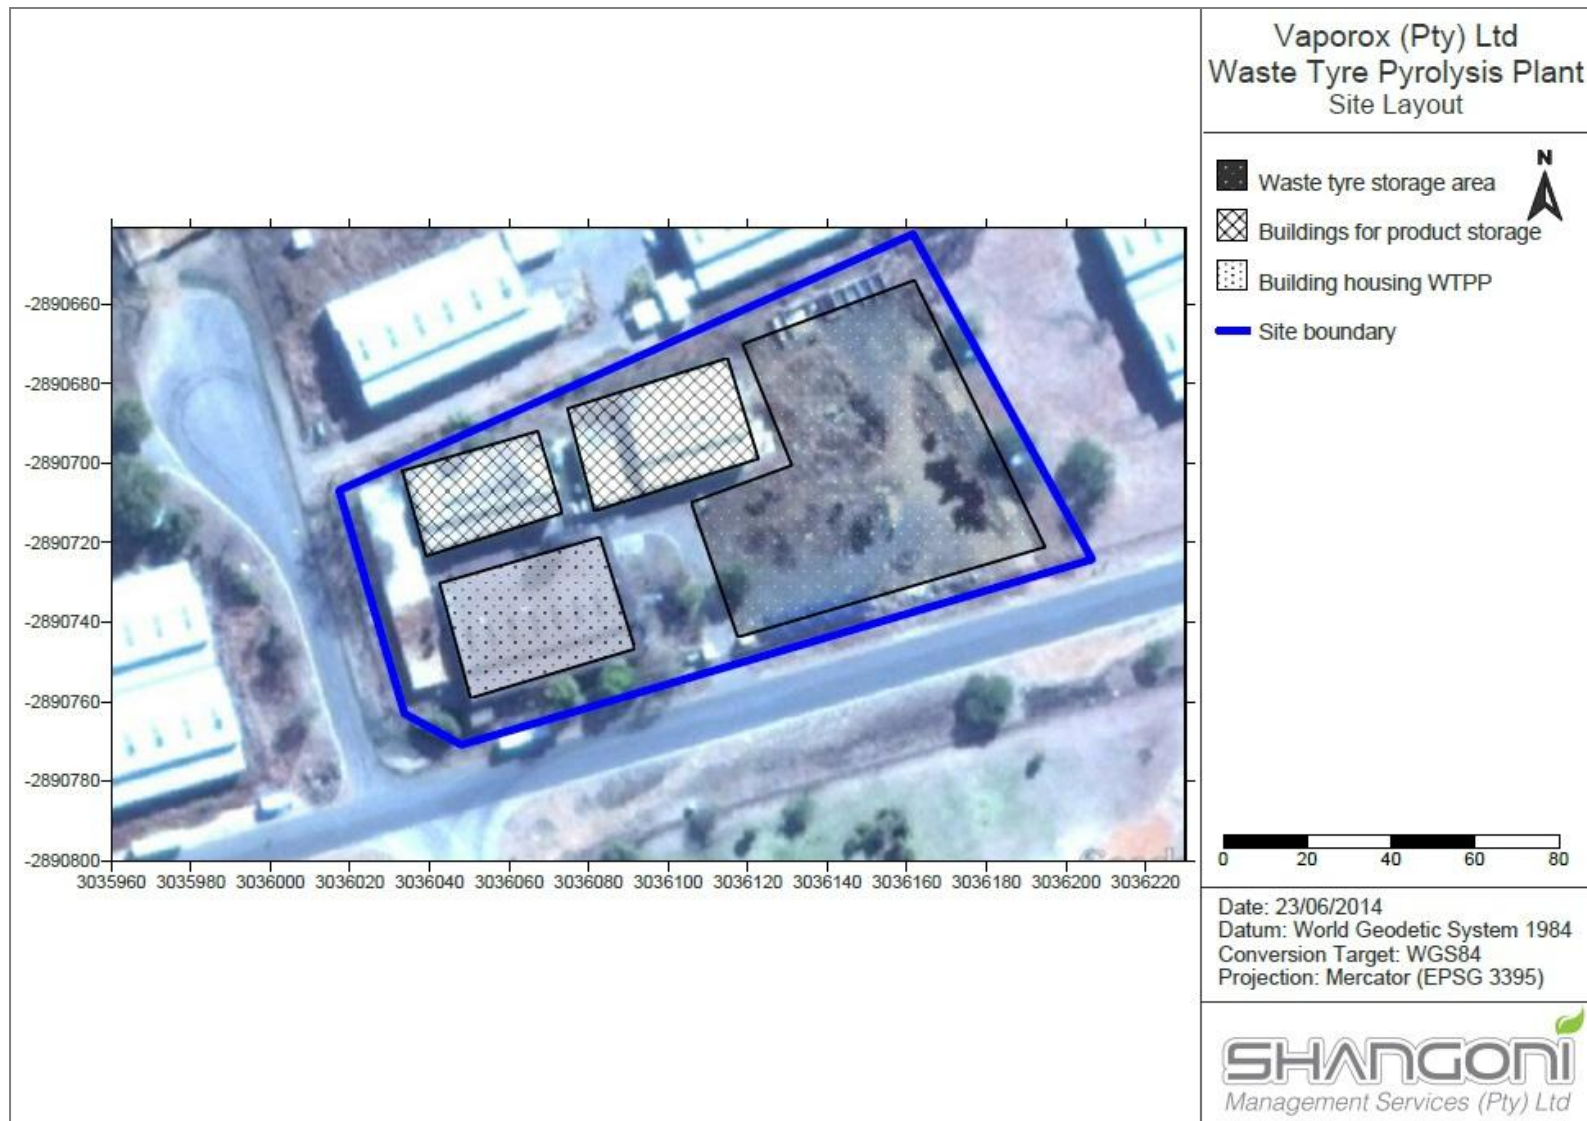 Vaporox (Pty) Ltd
Waste Tyre Pyrolysis Plant
Site Layout
N
Waste tyre storage area
Buildings for product storage
Building housing WTPP
Site boundary
-2890660
-2890680
-2890700
-2890720
-2890740
-2890760
-2890780
-2890800
3035960 3035980 3036000 3036020 3036040 3036060 3036080 3036100 3036120 3036140 3036160 3036180 3036200 3036220
0 20 40 60 80
Date: 23/06/2014
Datum: World Geodetic System 1984
Conversion Target: WGS84
Projection: Mercator (EPSG 3395)
SHANGONI
Management Services (Pty) Ltd